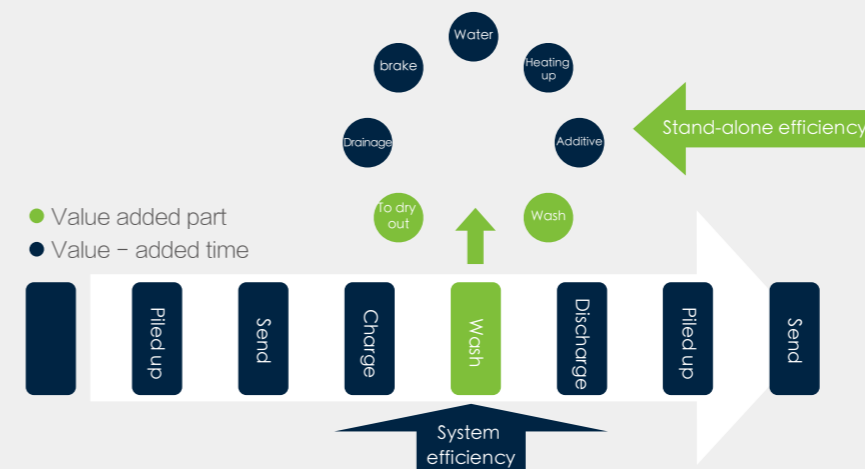 Water
brake
Heating
up
Stand-alone efficiency
Drainage
Additive
To dry
out
Wash
Value added part
Value - added time
Piled up
Send
Charge
Wash
Discharge
Piled up
Send
System
efficiency